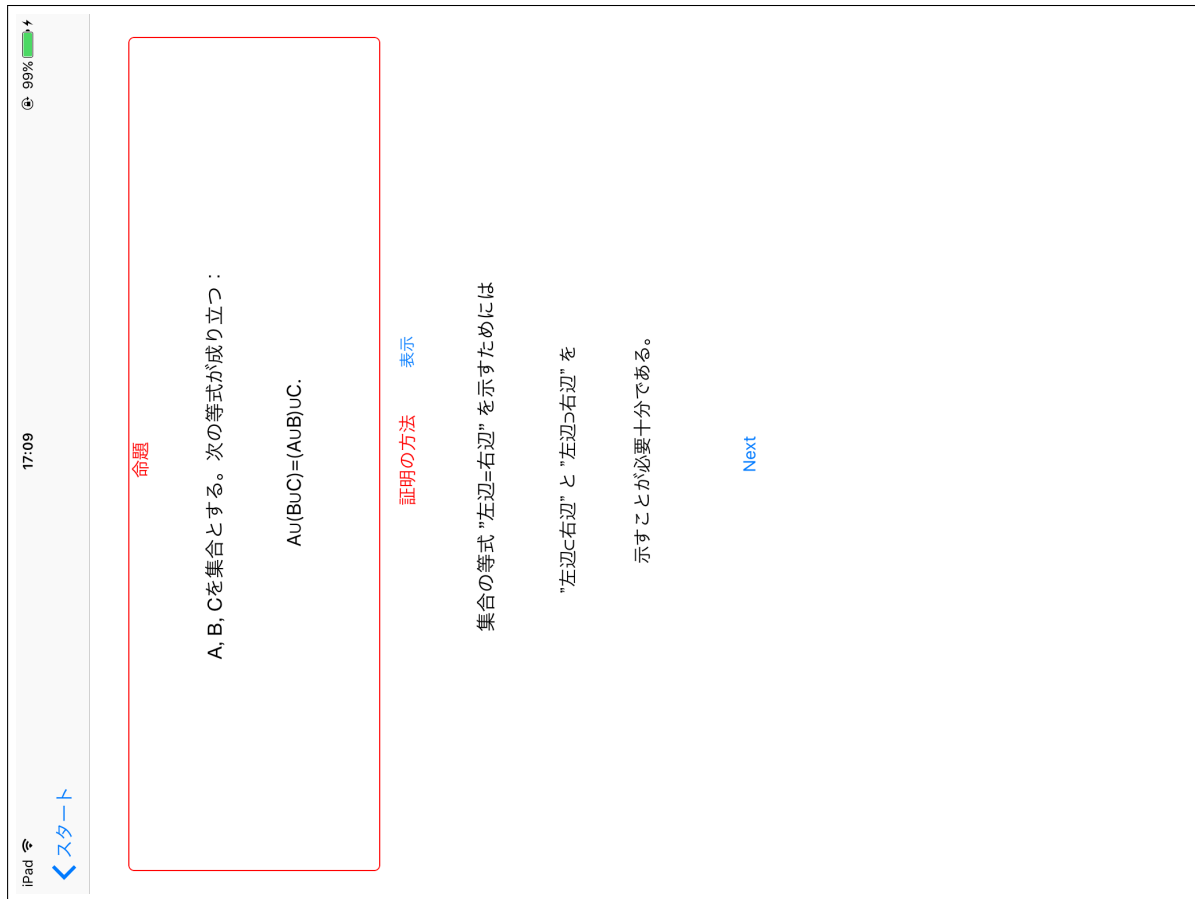 iPad 17:09 99%
スタート
命題
A, B, Cを集合とする。次の等式が成り立つ：
A∪(B∪C)=(A∪B)∪C.
証明の方法 表示
集合の等式 ”左辺=右辺” を示すためには
”左辺⊂右辺” と ”左辺⊃右辺” を
示すことが必要十分である。
Next